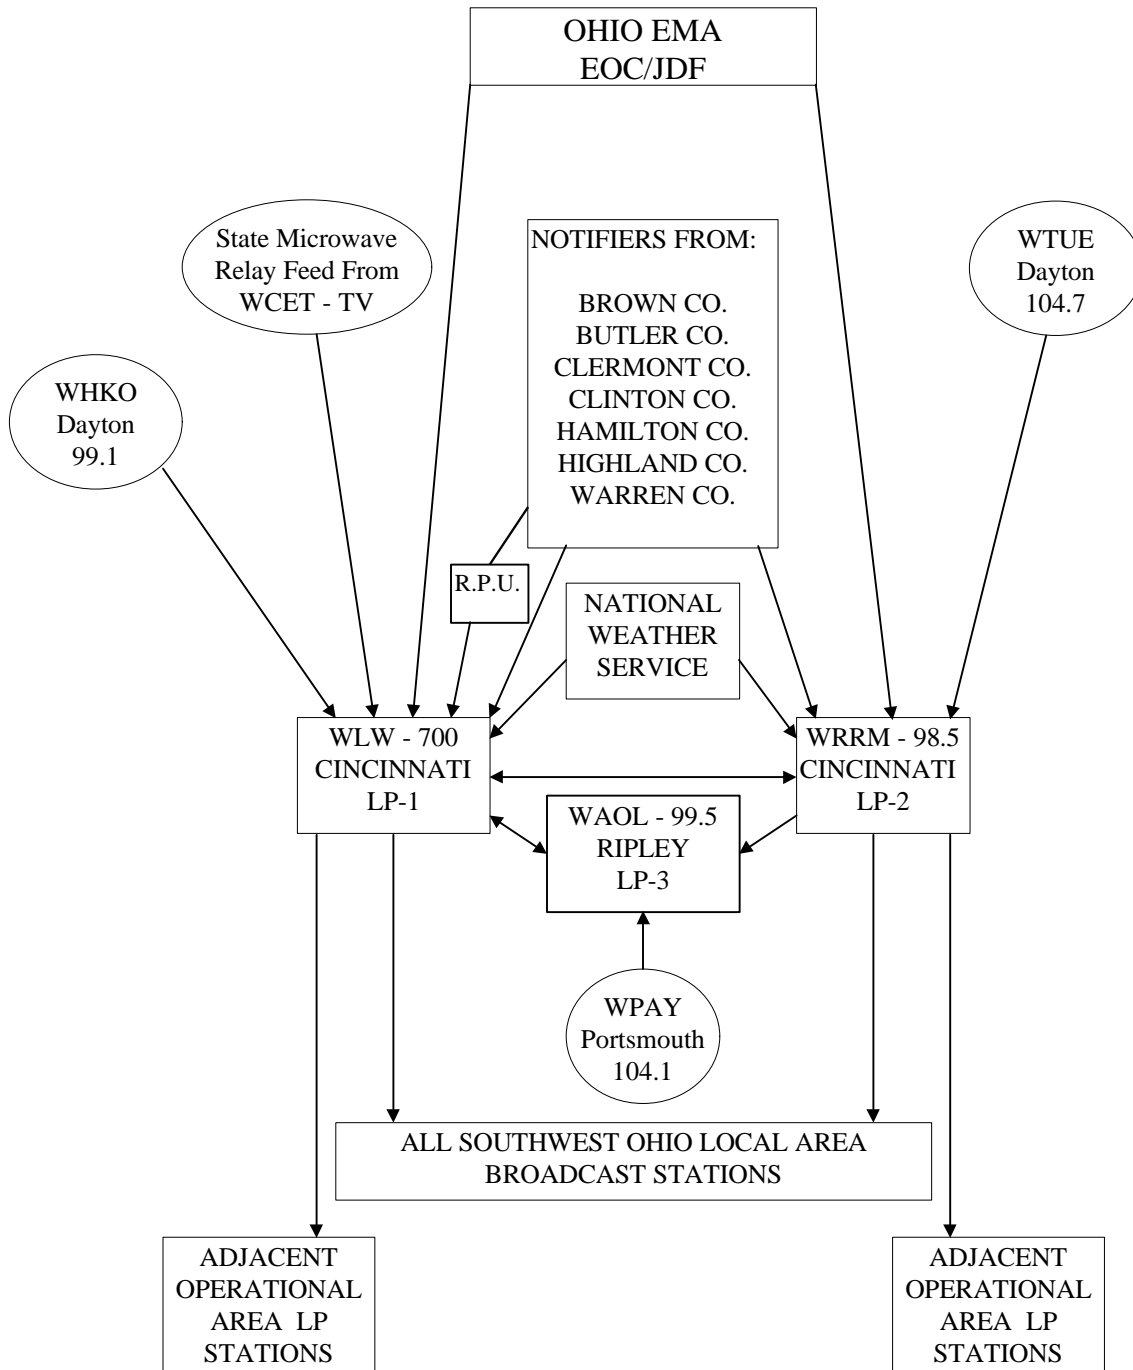 OHIO EMA
EOC/JDF
State Microwave
Relay Feed From
WCET - TV
NOTIFIERS FROM:
BROWN CO.
BUTLER CO.
CLERMONT CO.
CLINTON CO.
HAMILTON CO.
HIGHLAND CO.
WARREN CO.
WTUE
Dayton
104.7
WHKO
Dayton
99.1
R.P.U.
NATIONAL
WEATHER
SERVICE
WLW - 700
CINCINNATI
LP-1
WRRM - 98.5
CINCINNATI
LP-2
WAOL - 99.5
RIPLEY
LP-3
WPAY
Portsmouth
104.1
ALL SOUTHWEST OHIO LOCAL AREA
BROADCAST STATIONS
ADJACENT
OPERATIONAL
AREA LP
STATIONS
ADJACENT
OPERATIONAL
AREA LP
STATIONS